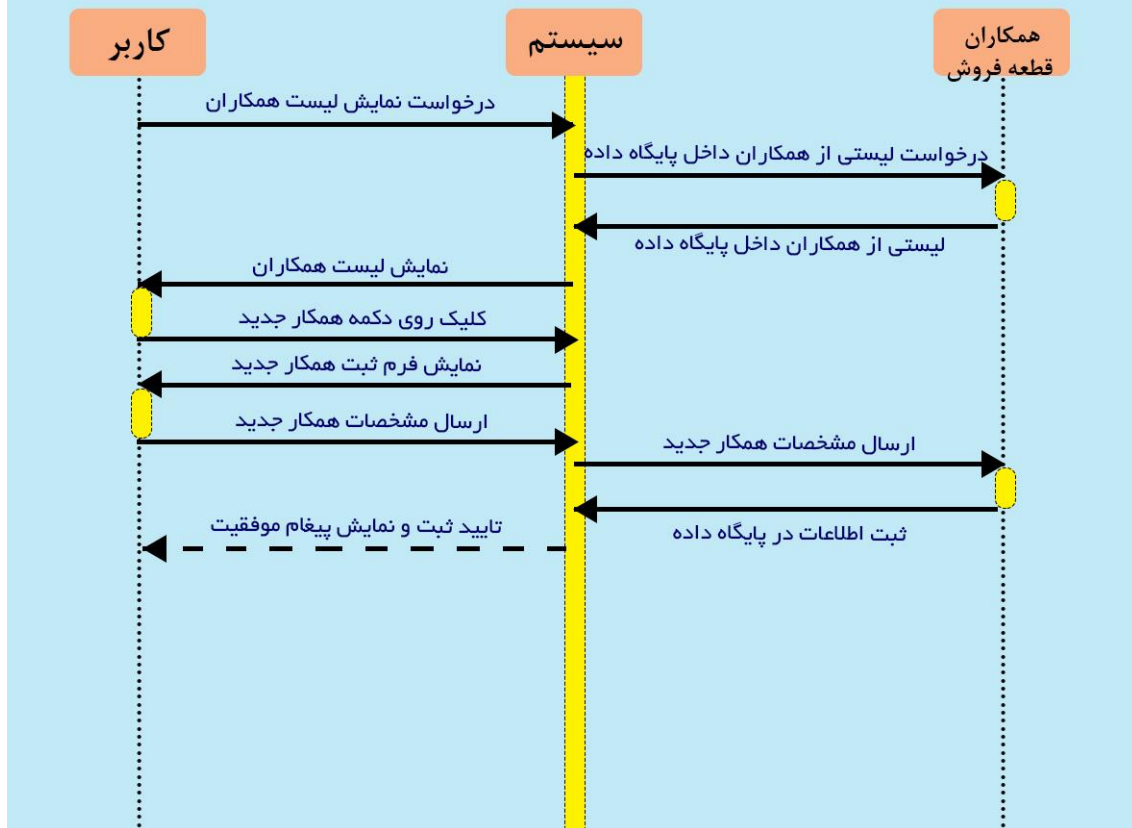 کاربر
سیستم
همکاران
قطعه فروش
درخواست نمایش لیست همکاران
درخواست لیستی از همکاران داخل پایگاه داده
لیستی از همکاران داخل پایگاه داده
نمایش لیست همکاران
کلیک روی دکمه همکار جدید
نمایش فرم ثبت همکار جدید
ارسال مشخصات همکار جدید
ارسال مشخصات همکار جدید
ثبت اطلاعات در پایگاه داده
تایید ثبت و نمایش پیغام موفقیت